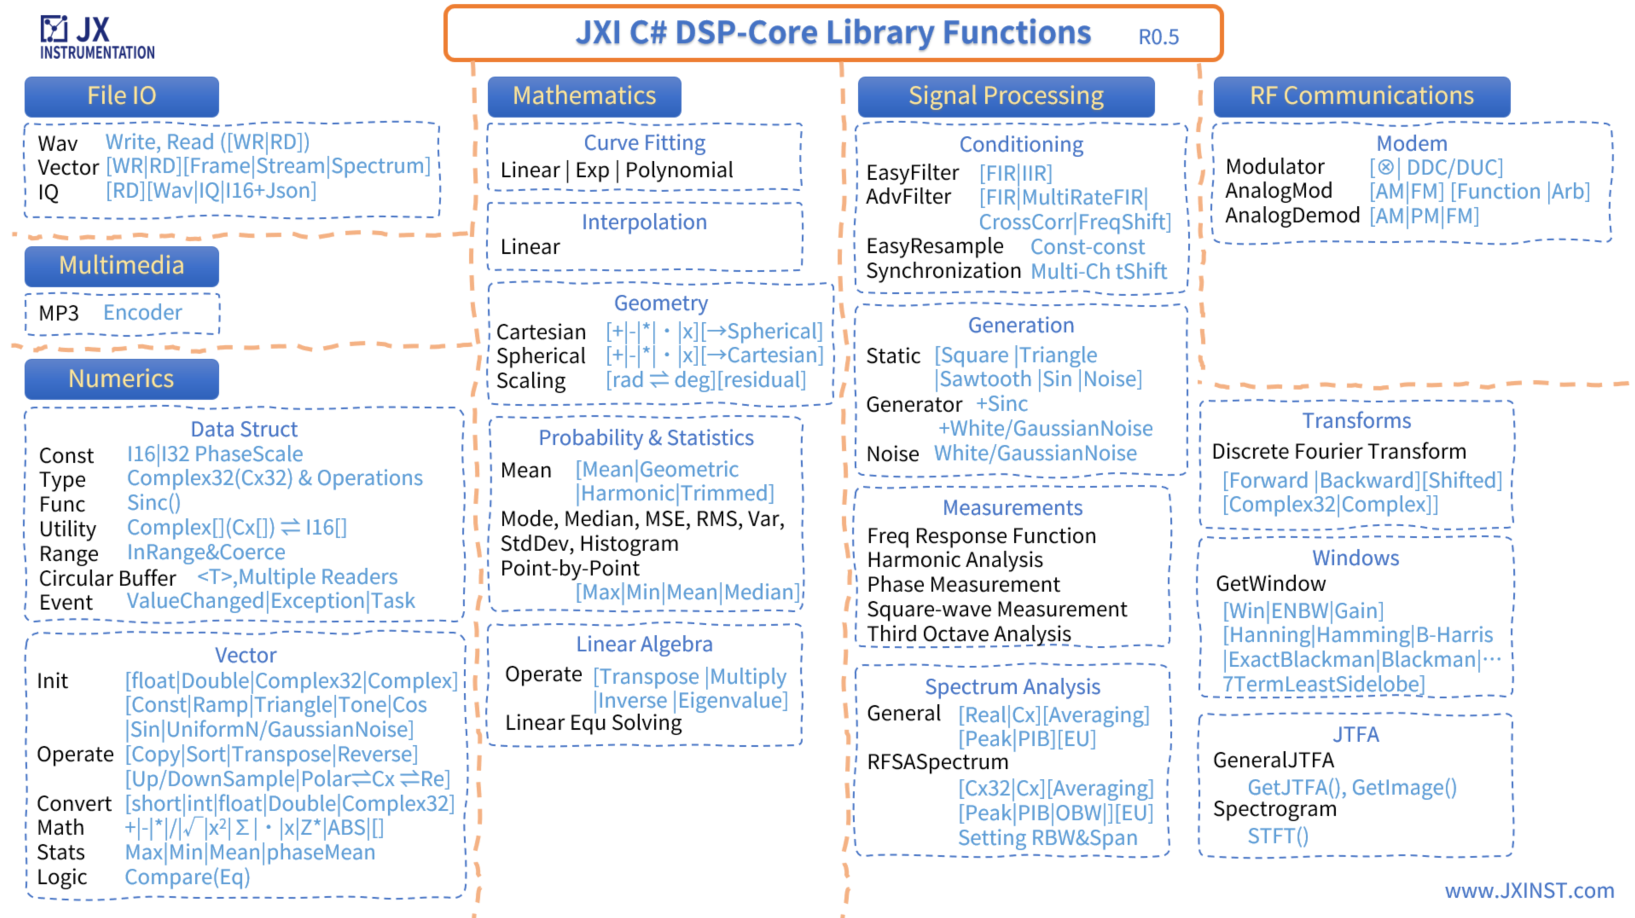 JX
INSTRUMENTATION
JXI C# DSP-Core Library Functions R0.5
File IO
Wav Write, Read ([WR|RD])
Vector [WR|RD][Frame|Stream|Spectrum]
IQ [RD][Wav|IQ|I16+Json]
Multimedia
MP3 Encoder
Numerics
Data Struct
Const I16|I32 PhaseScale
Type Complex32(Cx32) & Operations
Func Sinc()
Utility Complex[](Cx[]) ⇌ I16[]
Range InRange&Coerce
Circular Buffer <T>,Multiple Readers
Event ValueChanged|Exception|Task
Vector
Init [float|Double|Complex32|Complex]
[Const|Ramp|Triangle|Tone|Cos
|Sin|UniformN/GaussianNoise]
Operate [Copy|Sort|Transpose|Reverse]
[Up/DownSample|Polar⇌Cx ⇌Re]
Convert [short|int|float|Double|Complex32]
Math +|-|*|/|√‾|x²|Σ|・|x|Z*|ABS|[]
Stats Max|Min|Mean|phaseMean
Logic Compare(Eq)
Mathematics
Curve Fitting
Linear | Exp | Polynomial
Interpolation
Linear
Geometry
Cartesian [+|-|*|・|x][→Spherical]
Spherical [+|-|*|・|x][→Cartesian]
Scaling [rad ⇌ deg][residual]
Probability & Statistics
Mean [Mean|Geometric
|Harmonic|Trimmed]
Mode, Median, MSE, RMS, Var,
StdDev, Histogram
Point-by-Point
[Max|Min|Mean|Median]
Linear Algebra
Operate [Transpose |Multiply
|Inverse |Eigenvalue]
Linear Equ Solving
Signal Processing
Conditioning
EasyFilter [FIR|IIR]
AdvFilter [FIR|MultiRateFIR|
CrossCorr|FreqShift]
EasyResample Const-const
Synchronization Multi-Ch tShift
Generation
Static [Square |Triangle
|Sawtooth |Sin |Noise]
Generator +Sinc
+White/GaussianNoise
Noise White/GaussianNoise
Measurements
Freq Response Function
Harmonic Analysis
Phase Measurement
Square-wave Measurement
Third Octave Analysis
Spectrum Analysis
General [Real|Cx][Averaging]
[Peak|PIB][EU]
RFSASpectrum
[Cx32|Cx][Averaging]
[Peak|PIB|OBW|][EU]
Setting RBW&Span
RF Communications
Modem
Modulator [⊗| DDC/DUC]
AnalogMod [AM|FM] [Function |Arb]
AnalogDemod [AM|PM|FM]
Transforms
Discrete Fourier Transform
[Forward |Backward][Shifted]
[Complex32|Complex]]
Windows
GetWindow
[Win|ENBW|Gain]
[Hanning|Hamming|B-Harris
|ExactBlackman|Blackman|⋯
7TermLeastSidelobe]
JTFA
GeneralJTFA
GetJTFA(), GetImage()
Spectrogram
STFT()
www.JXINST.com